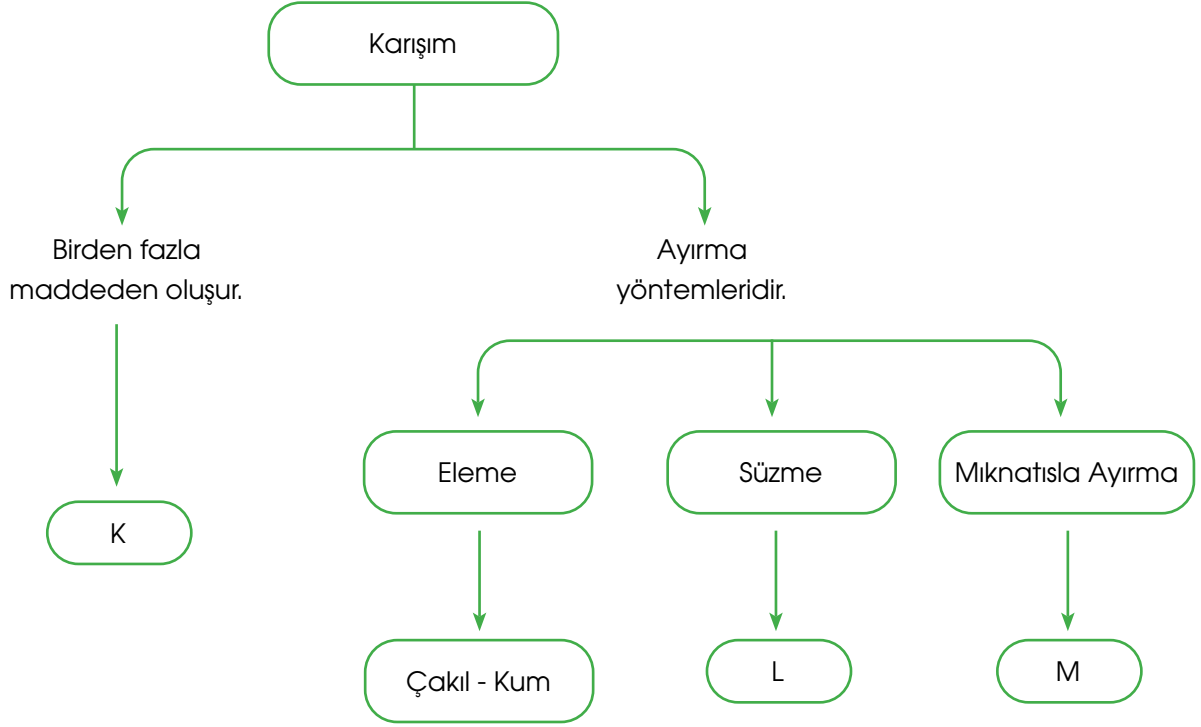 Karışım
Birden fazla
maddeden oluşur.
Ayırma
yöntemleridir.
K
Eleme
Süzme
Mıknatısla Ayırma
Çakıl - Kum
L
M